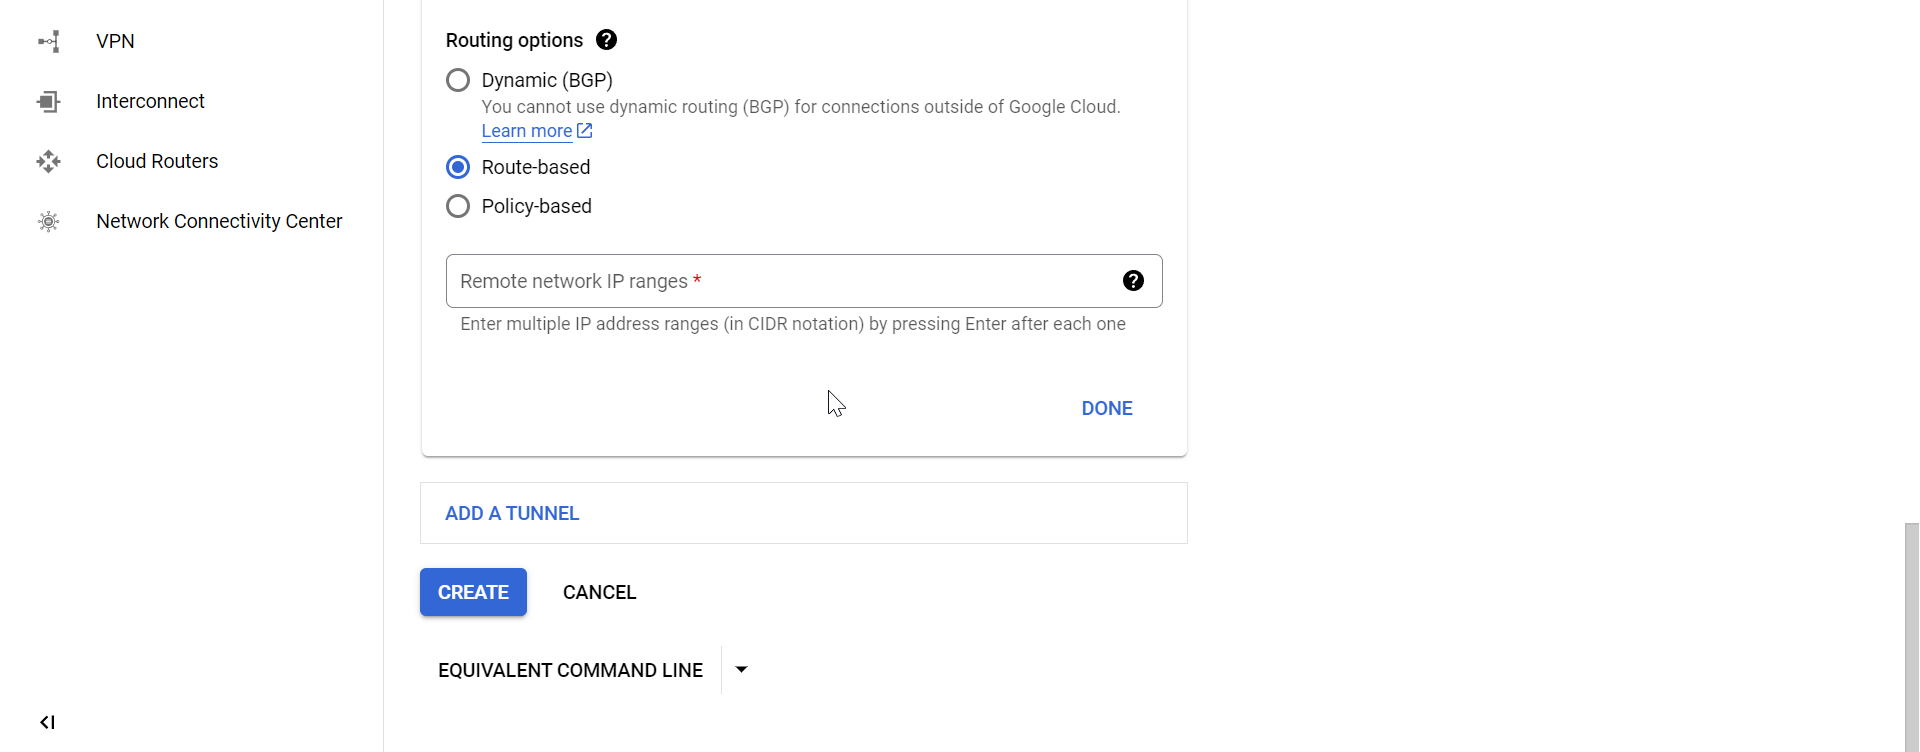 VPN
Interconnect
Cloud Routers
Network Connectivity Center
Routing options
Dynamic (BGP)
You cannot use dynamic routing (BGP) for connections outside of Google Cloud.
Learn more
Route-based
Policy-based
Remote network IP ranges *
Enter multiple IP address ranges (in CIDR notation) by pressing Enter after each one
DONE
ADD A TUNNEL
CREATE
CANCEL
EQUIVALENT COMMAND LINE